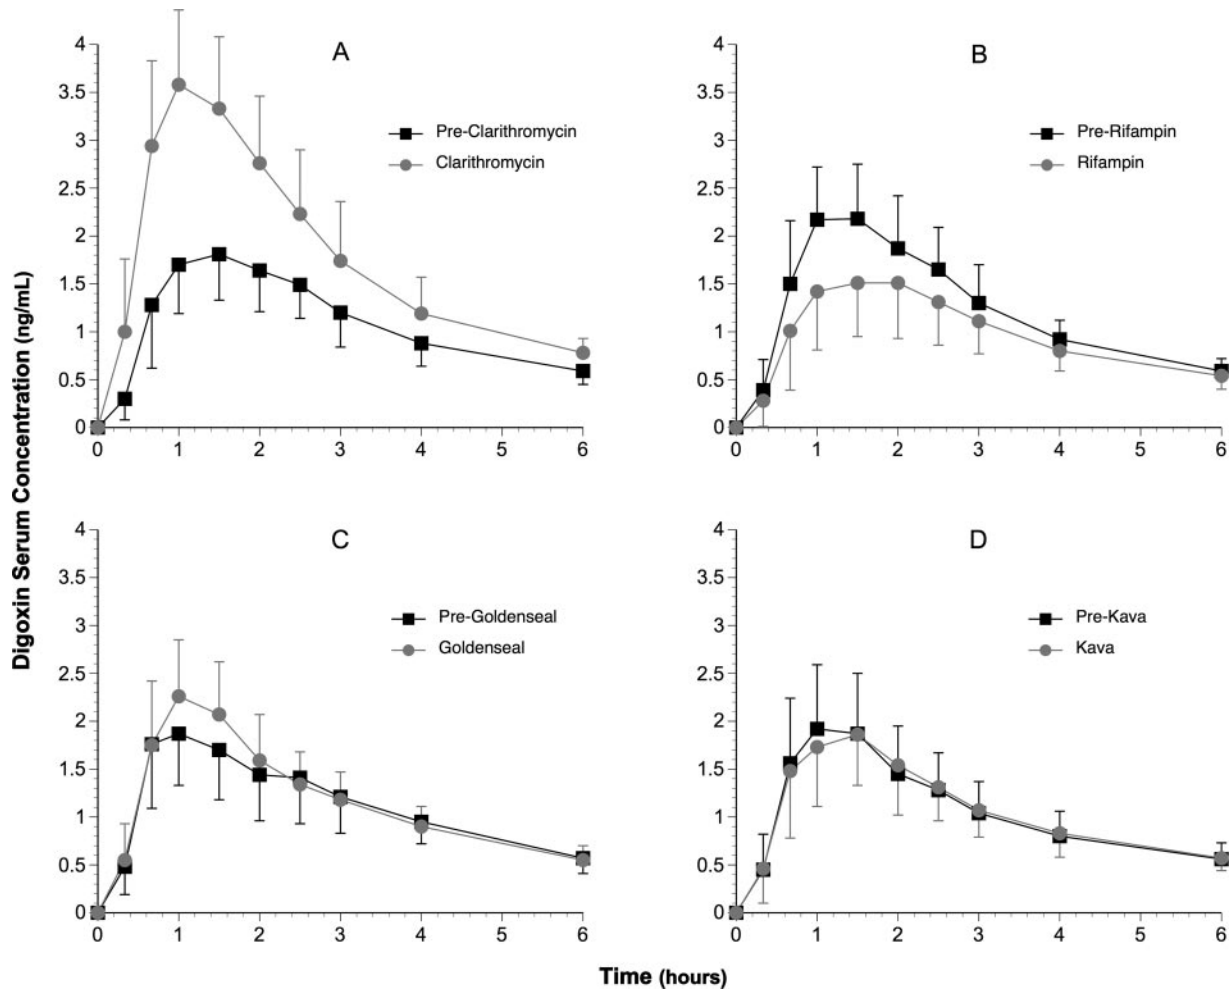 A
4
3.5
3
2.5
2
1.5
1
0.5
0
Pre-Clarithromycin
Clarithromycin
0 1 2 3 4 5 6
B
4
3.5
3
2.5
2
1.5
1
0.5
0
Pre-Rifampin
Rifampin
0 1 2 3 4 5 6
Digoxin Serum Concentration (ng/mL)
C
4
3.5
3
2.5
2
1.5
1
0.5
0
Pre-Goldenseal
Goldenseal
0 1 2 3 4 5 6
D
4
3.5
3
2.5
2
1.5
1
0.5
0
Pre-Kava
Kava
0 1 2 3 4 5 6
Time (hours)